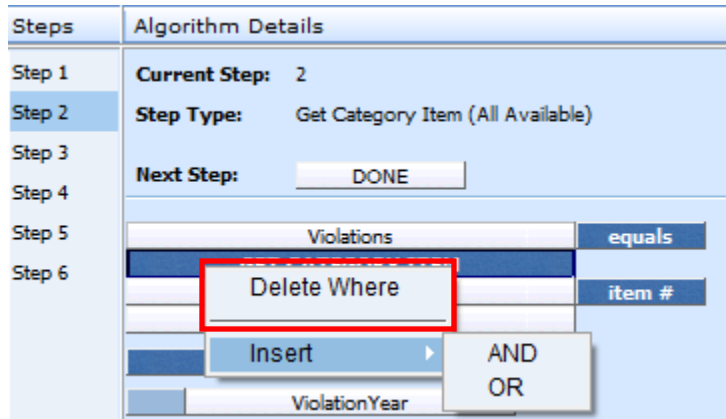 Steps
Algorithm Details
Step 1
Current Step: 2
Step 2
Step Type: Get Category Item (All Available)
Step 3
Next Step: DONE
Step 4
Step 5
Violations equals
Step 6
Delete Where
item #
Insert
AND
OR
ViolationYear